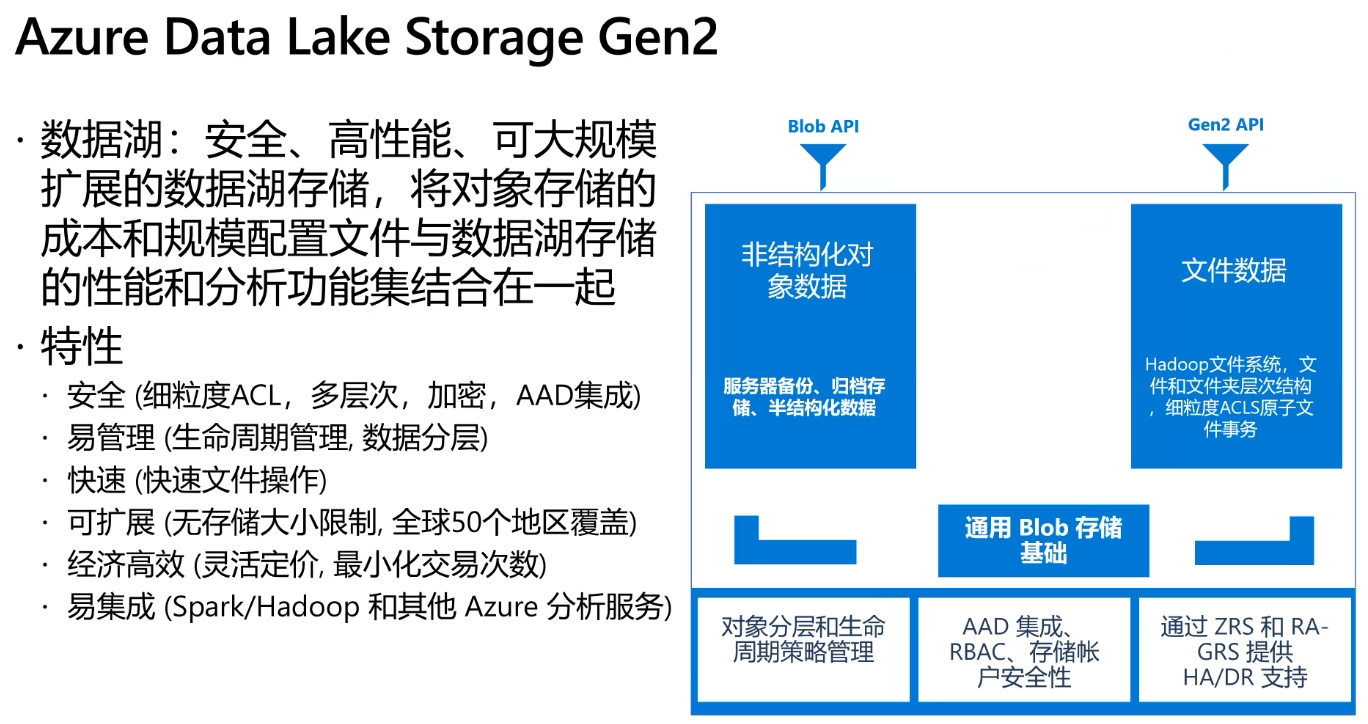 Azure Data Lake Storage Gen2
· 数据湖：安全、高性能、可大规模
扩展的数据湖存储，将对象存储的
成本和规模配置文件与数据湖存储
的性能和分析功能集结合在一起
· 特性
· 安全 (细粒度ACL，多层次，加密，AAD集成)
· 易管理 (生命周期管理, 数据分层)
· 快速 (快速文件操作)
· 可扩展 (无存储大小限制, 全球50个地区覆盖)
· 经济高效 (灵活定价, 最小化交易次数)
· 易集成 (Spark/Hadoop 和其他 Azure 分析服务)
Blob API
Gen2 API
非结构化对
象数据
服务器备份、归档存
储、半结构化数据
文件数据
Hadoop文件系统，文
件和文件夹层次结构
，细粒度ACLS原子文
件事务
通用 Blob 存储
基础
对象分层和生命
周期策略管理
AAD 集成、
RBAC、存储帐
户安全性
通过 ZRS 和 RA-
GRS 提供
HA/DR 支持